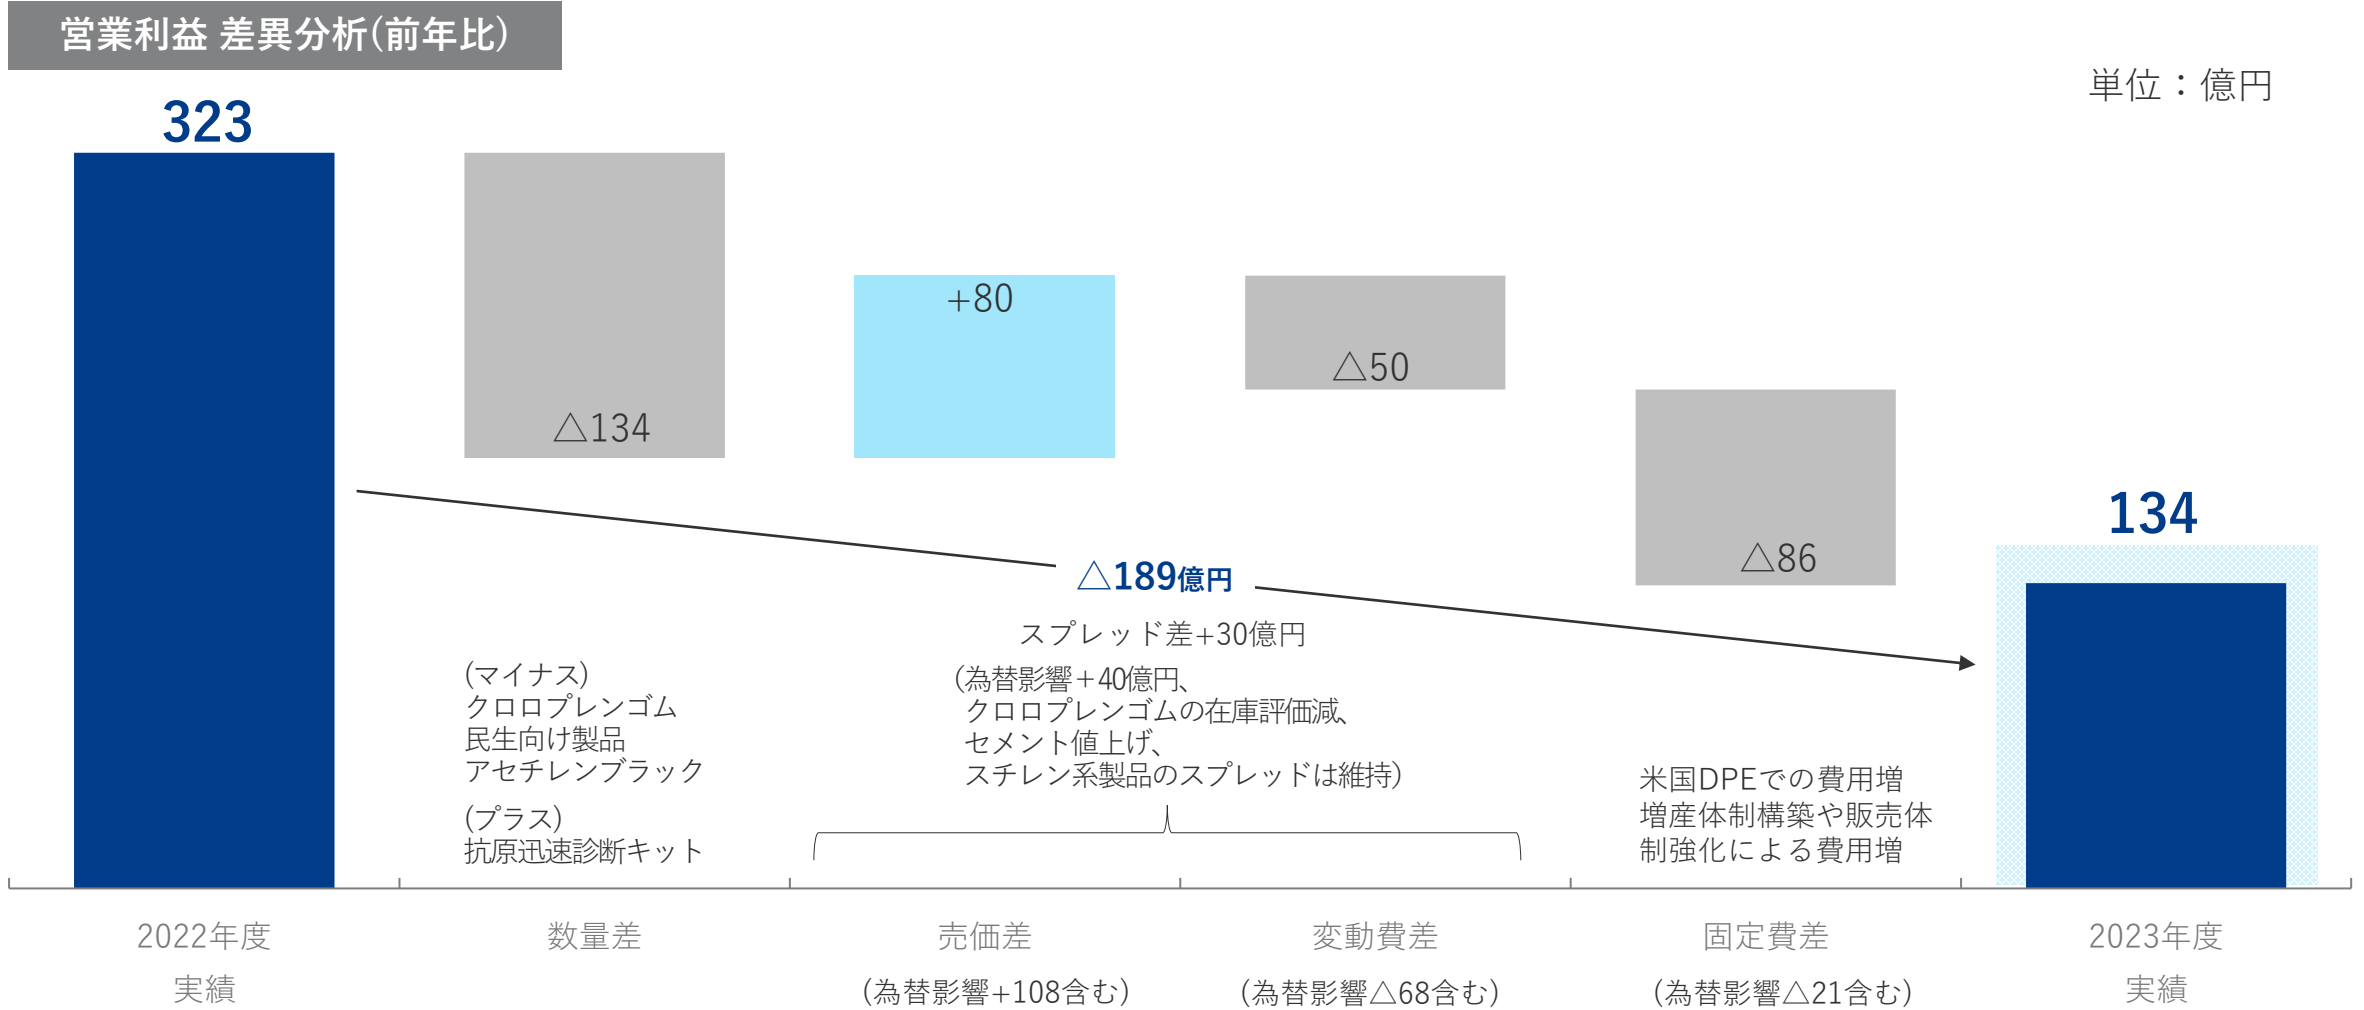 営業利益 差異分析(前年比)
単位：億円
323
△134
+80
△50
△86
134
△189億円
スプレッド差+30億円
(為替影響＋40億円、
クロロプレンゴムの在庫評価減、
セメント値上げ、
スチレン系製品のスプレッドは維持)
(マイナス)
クロロプレンゴム
民生向け製品
アセチレンブラック
(プラス)
抗原迅速診断キット
米国DPEでの費用増
増産体制構築や販売体
制強化による費用増
2022年度
実績
数量差
売価差
(為替影響+108含む)
変動費差
(為替影響△68含む)
固定費差
(為替影響△21含む)
2023年度
実績